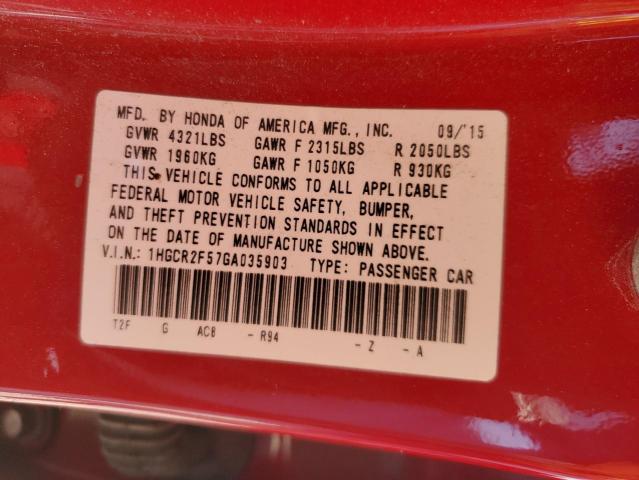 MFD. BY HONDA OF AMERICA MFG., INC. 09/'15
GVWR 4321LBS GAWR F 2315LBS R 2050LBS
GVWR 1960KG GAWR F 1050KG R 930KG
THIS VEHICLE CONFORMS TO ALL APPLICABLE
FEDERAL MOTOR VEHICLE SAFETY, BUMPER,
AND THEFT PREVENTION STANDARDS IN EFFECT
ON THE DATE OF MANUFACTURE SHOWN ABOVE.
V.I.N.: 1HGCR2F57GA035903 TYPE: PASSENGER CAR
T2F G ACB - R94 - Z - A